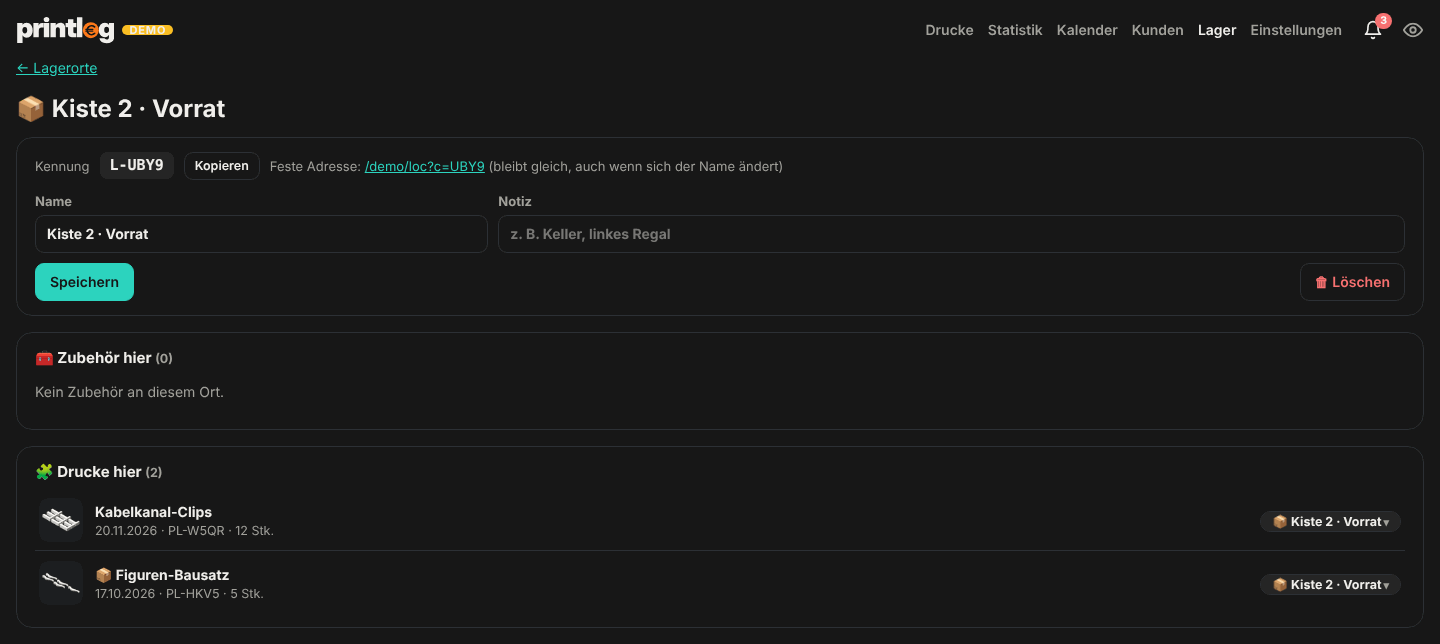 printlog DEMO
Drucke Statistik Kalender Kunden Lager Einstellungen 3
← Lagerorte
Kiste 2 · Vorrat
Kennung L-UBY9 Kopieren Feste Adresse: /demo/loc?c=UBY9 (bleibt gleich, auch wenn sich der Name ändert)
Name Notiz
Kiste 2 · Vorrat z. B. Keller, linkes Regal
Speichern Löschen
Zubehör hier (0)
Kein Zubehör an diesem Ort.
Drucke hier (2)
Kabelkanal-Clips
20.11.2026 · PL-W5QR · 12 Stk.
Kiste 2 · Vorrat
Figuren-Bausatz
17.10.2026 · PL-HKV5 · 5 Stk.
Kiste 2 · Vorrat